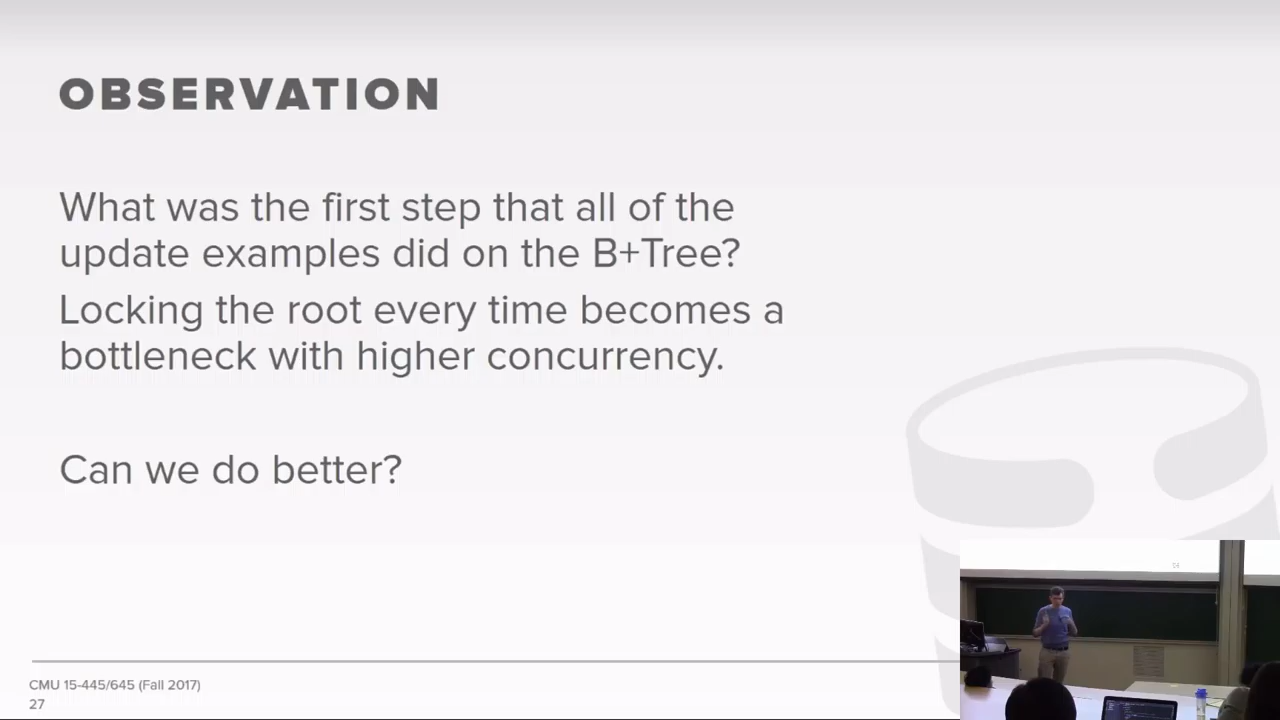 OBSERVATION
What was the first step that all of the
update examples did on the B+Tree?
Locking the root every time becomes a
bottleneck with higher concurrency.
Can we do better?
CMU 15-445/645 (Fall 2017)
27